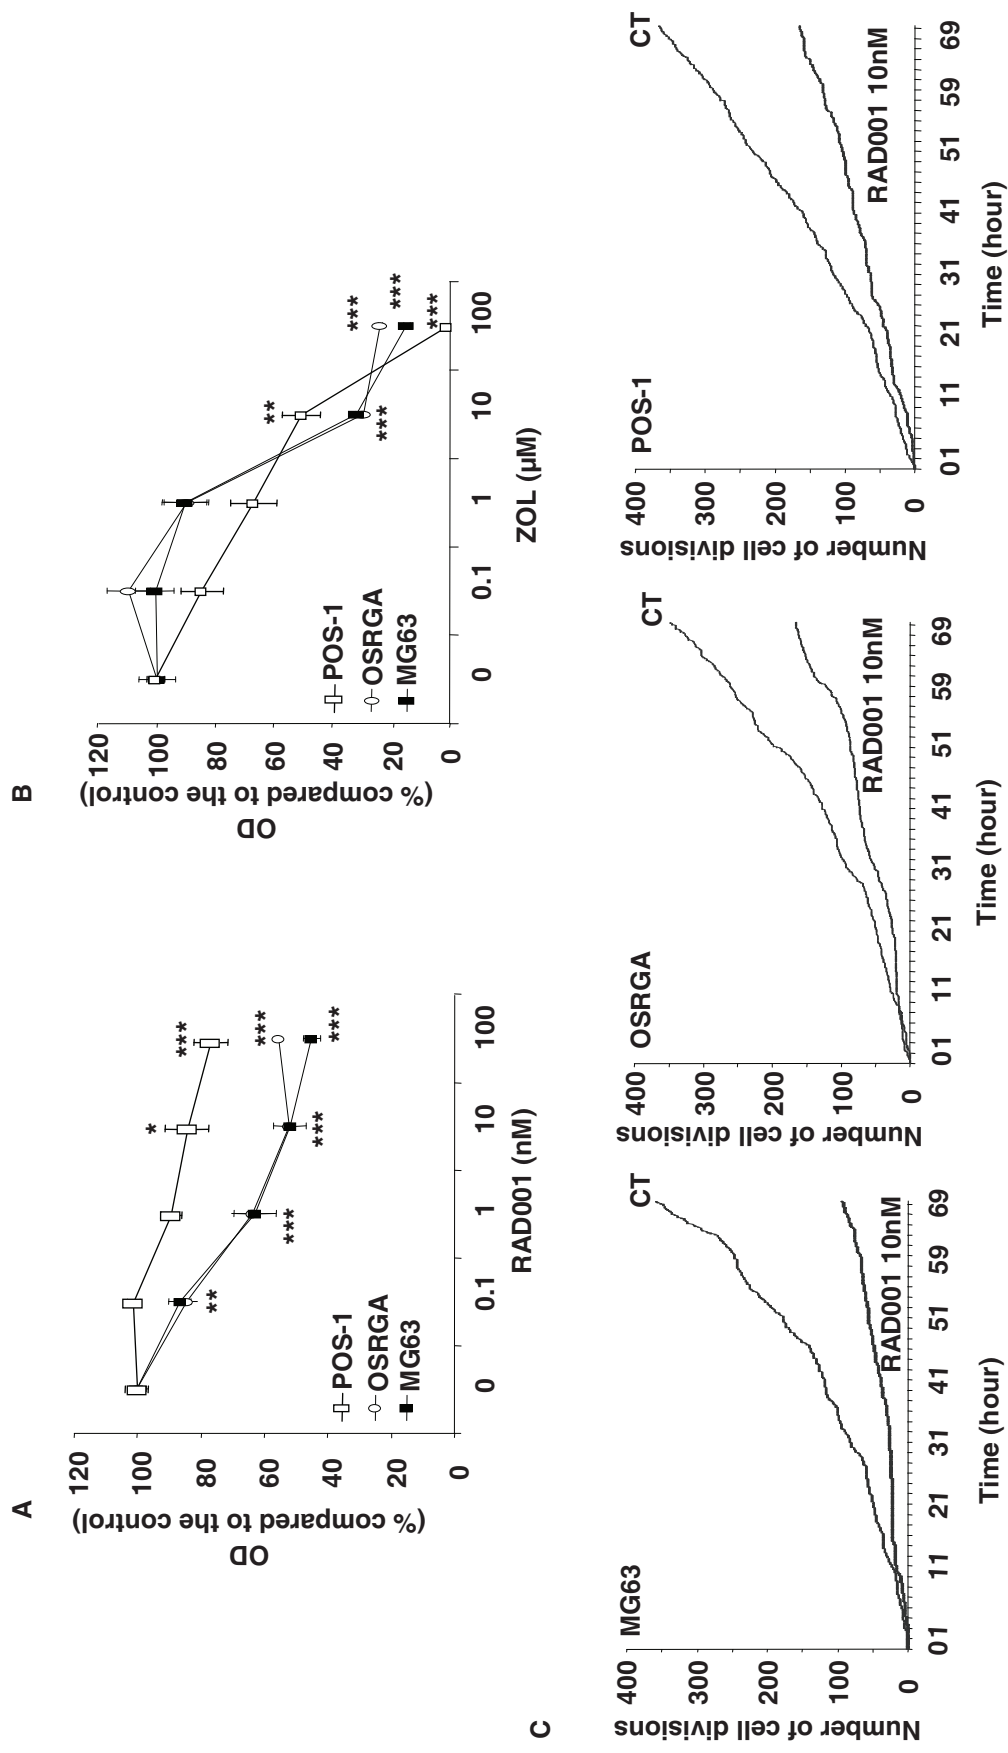 A
OD
(% compared to the control)
120
100
80
60
40
20
0
POS-1
OSRGA
MG63
**
***
***
*
***
***
***
0
0.1
1
10
100
RAD001 (nM)
B
OD
(% compared to the control)
120
100
80
60
40
20
0
POS-1
OSRGA
MG63
**
***
***
***
***
0
0.1
1
10
100
ZOL (µM)
C
MG63
Number of cell divisions
400
300
200
100
0
CT
RAD001 10nM
01
11
21
31
41
51
59
69
Time (hour)
OSRGA
Number of cell divisions
400
300
200
100
0
CT
RAD001 10nM
01
11
21
31
41
51
59
69
Time (hour)
POS-1
Number of cell divisions
400
300
200
100
0
CT
RAD001 10nM
01
11
21
31
41
51
59
69
Time (hour)